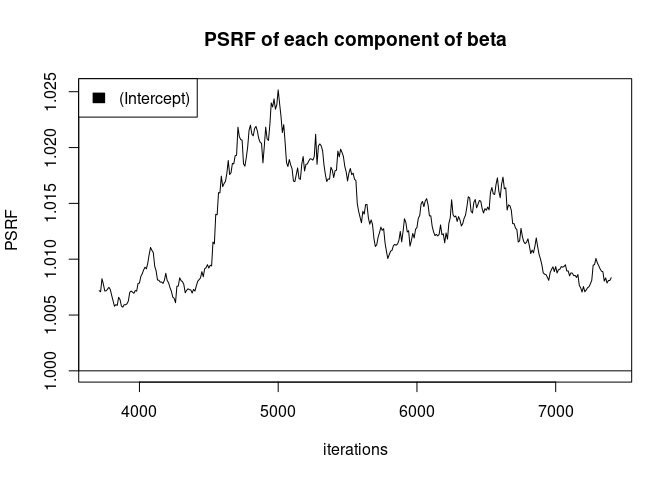 PSRF of each component of beta
(Intercept)
PSRF
1.025
1.020
1.015
1.010
1.005
1.000
4000 5000 6000 7000
iterations